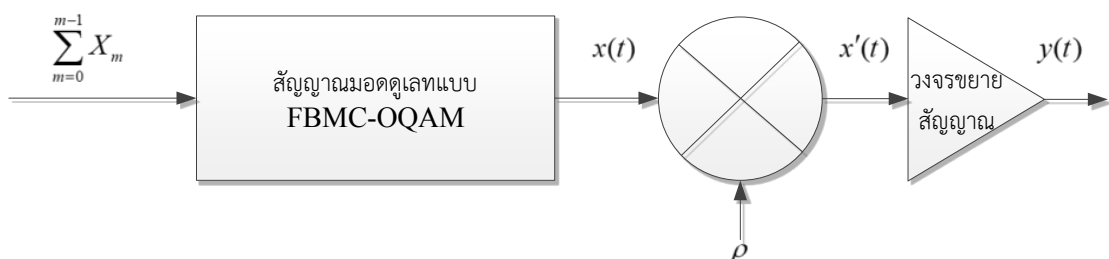 \sum_{m=0}^{m-1} X_m
สัญญาณมอดดูเลทแบบ
FBMC-OQAM
x(t)
x′(t)
วงจรขยาย
สัญญาณ
y(t)
ρ